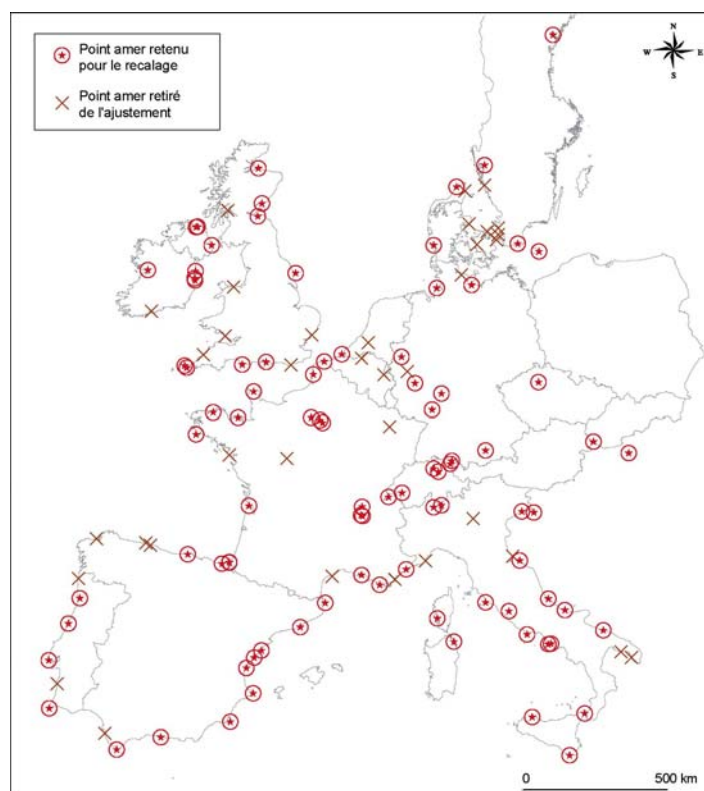 Point amer retenu
pour le recalage
Point amer retiré
de l'ajustement
N
W E
S
0 500 km